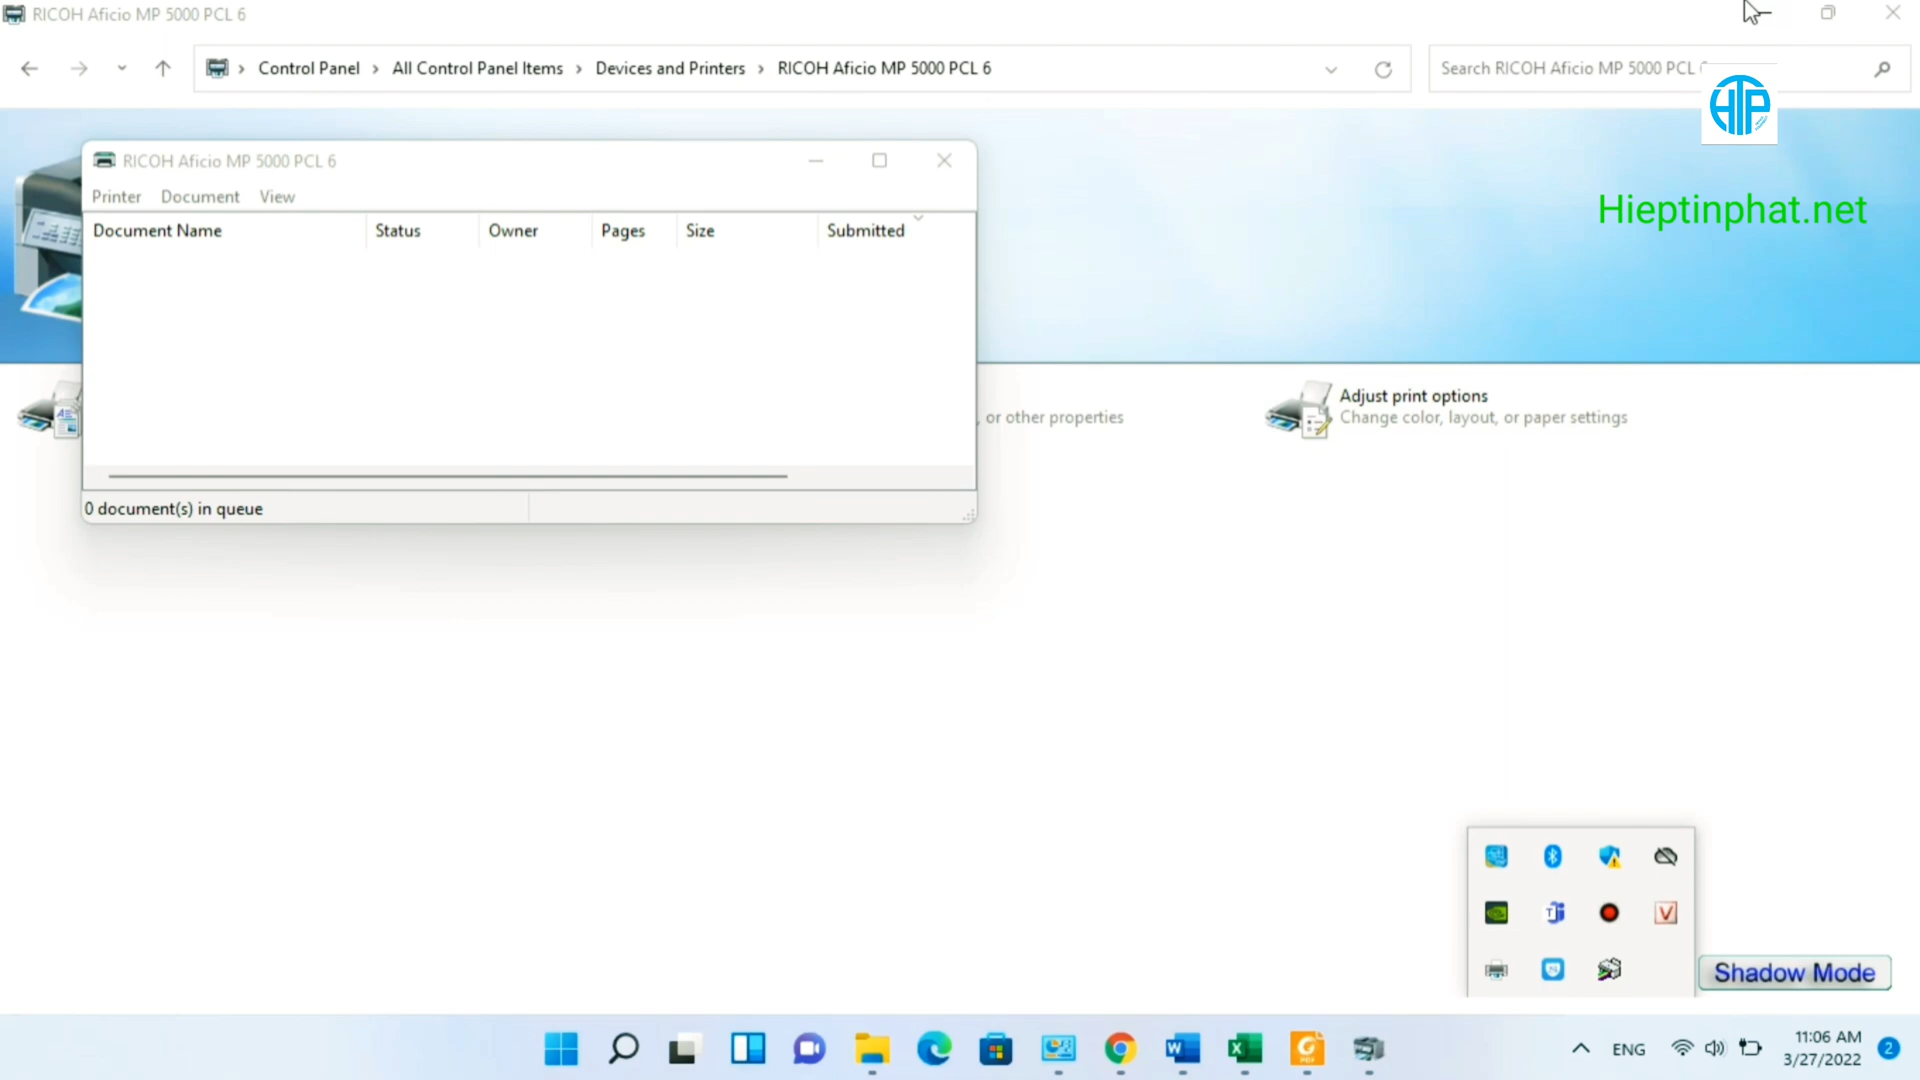 RICOH Aficio MP 5000 PCL 6
Control Panel > All Control Panel Items > Devices and Printers > RICOH Aficio MP 5000 PCL 6
Search RICOH Aficio MP 5000 PCL
HTP
Hieptinphat.net
RICOH Aficio MP 5000 PCL 6
Printer Document View
Document Name Status Owner Pages Size Submitted
Adjust print options
, or other properties
Change color, layout, or paper settings
0 document(s) in queue
Shadow Mode
ENG
11:06 AM
3/27/2022
2